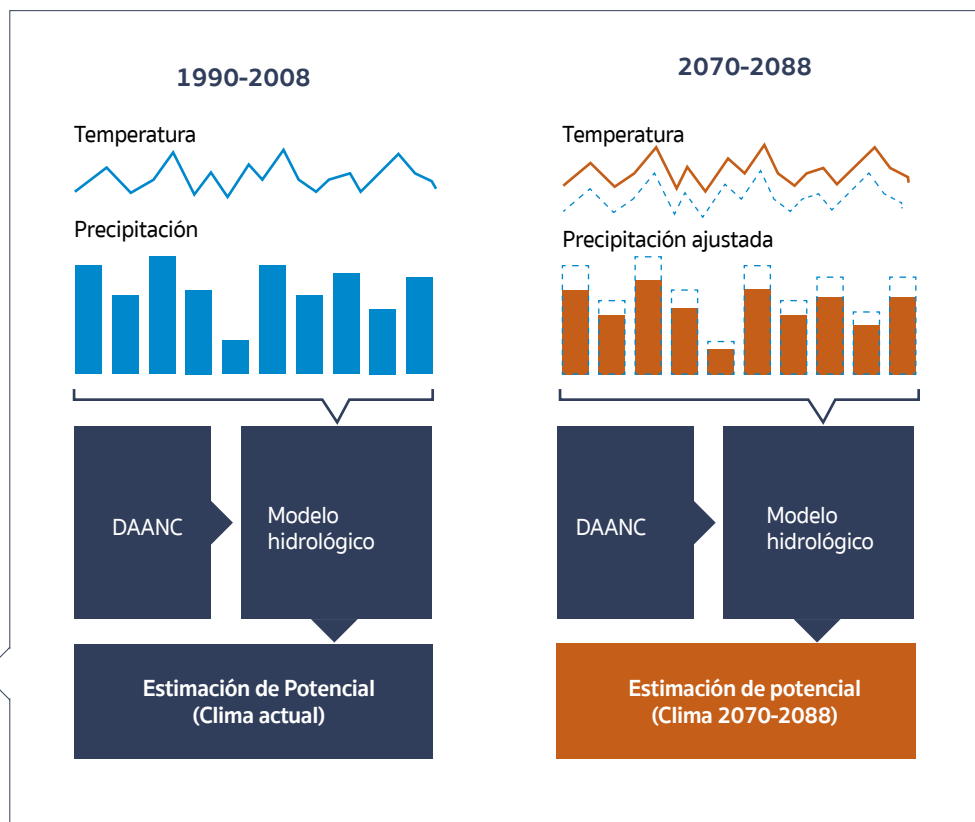 1990-2008
Temperatura
Precipitación
DAANC
Modelo
hidrológico
Estimación de Potencial
(Clima actual)
2070-2088
Temperatura
Precipitación ajustada
DAANC
Modelo
hidrológico
Estimación de potencial
(Clima 2070-2088)